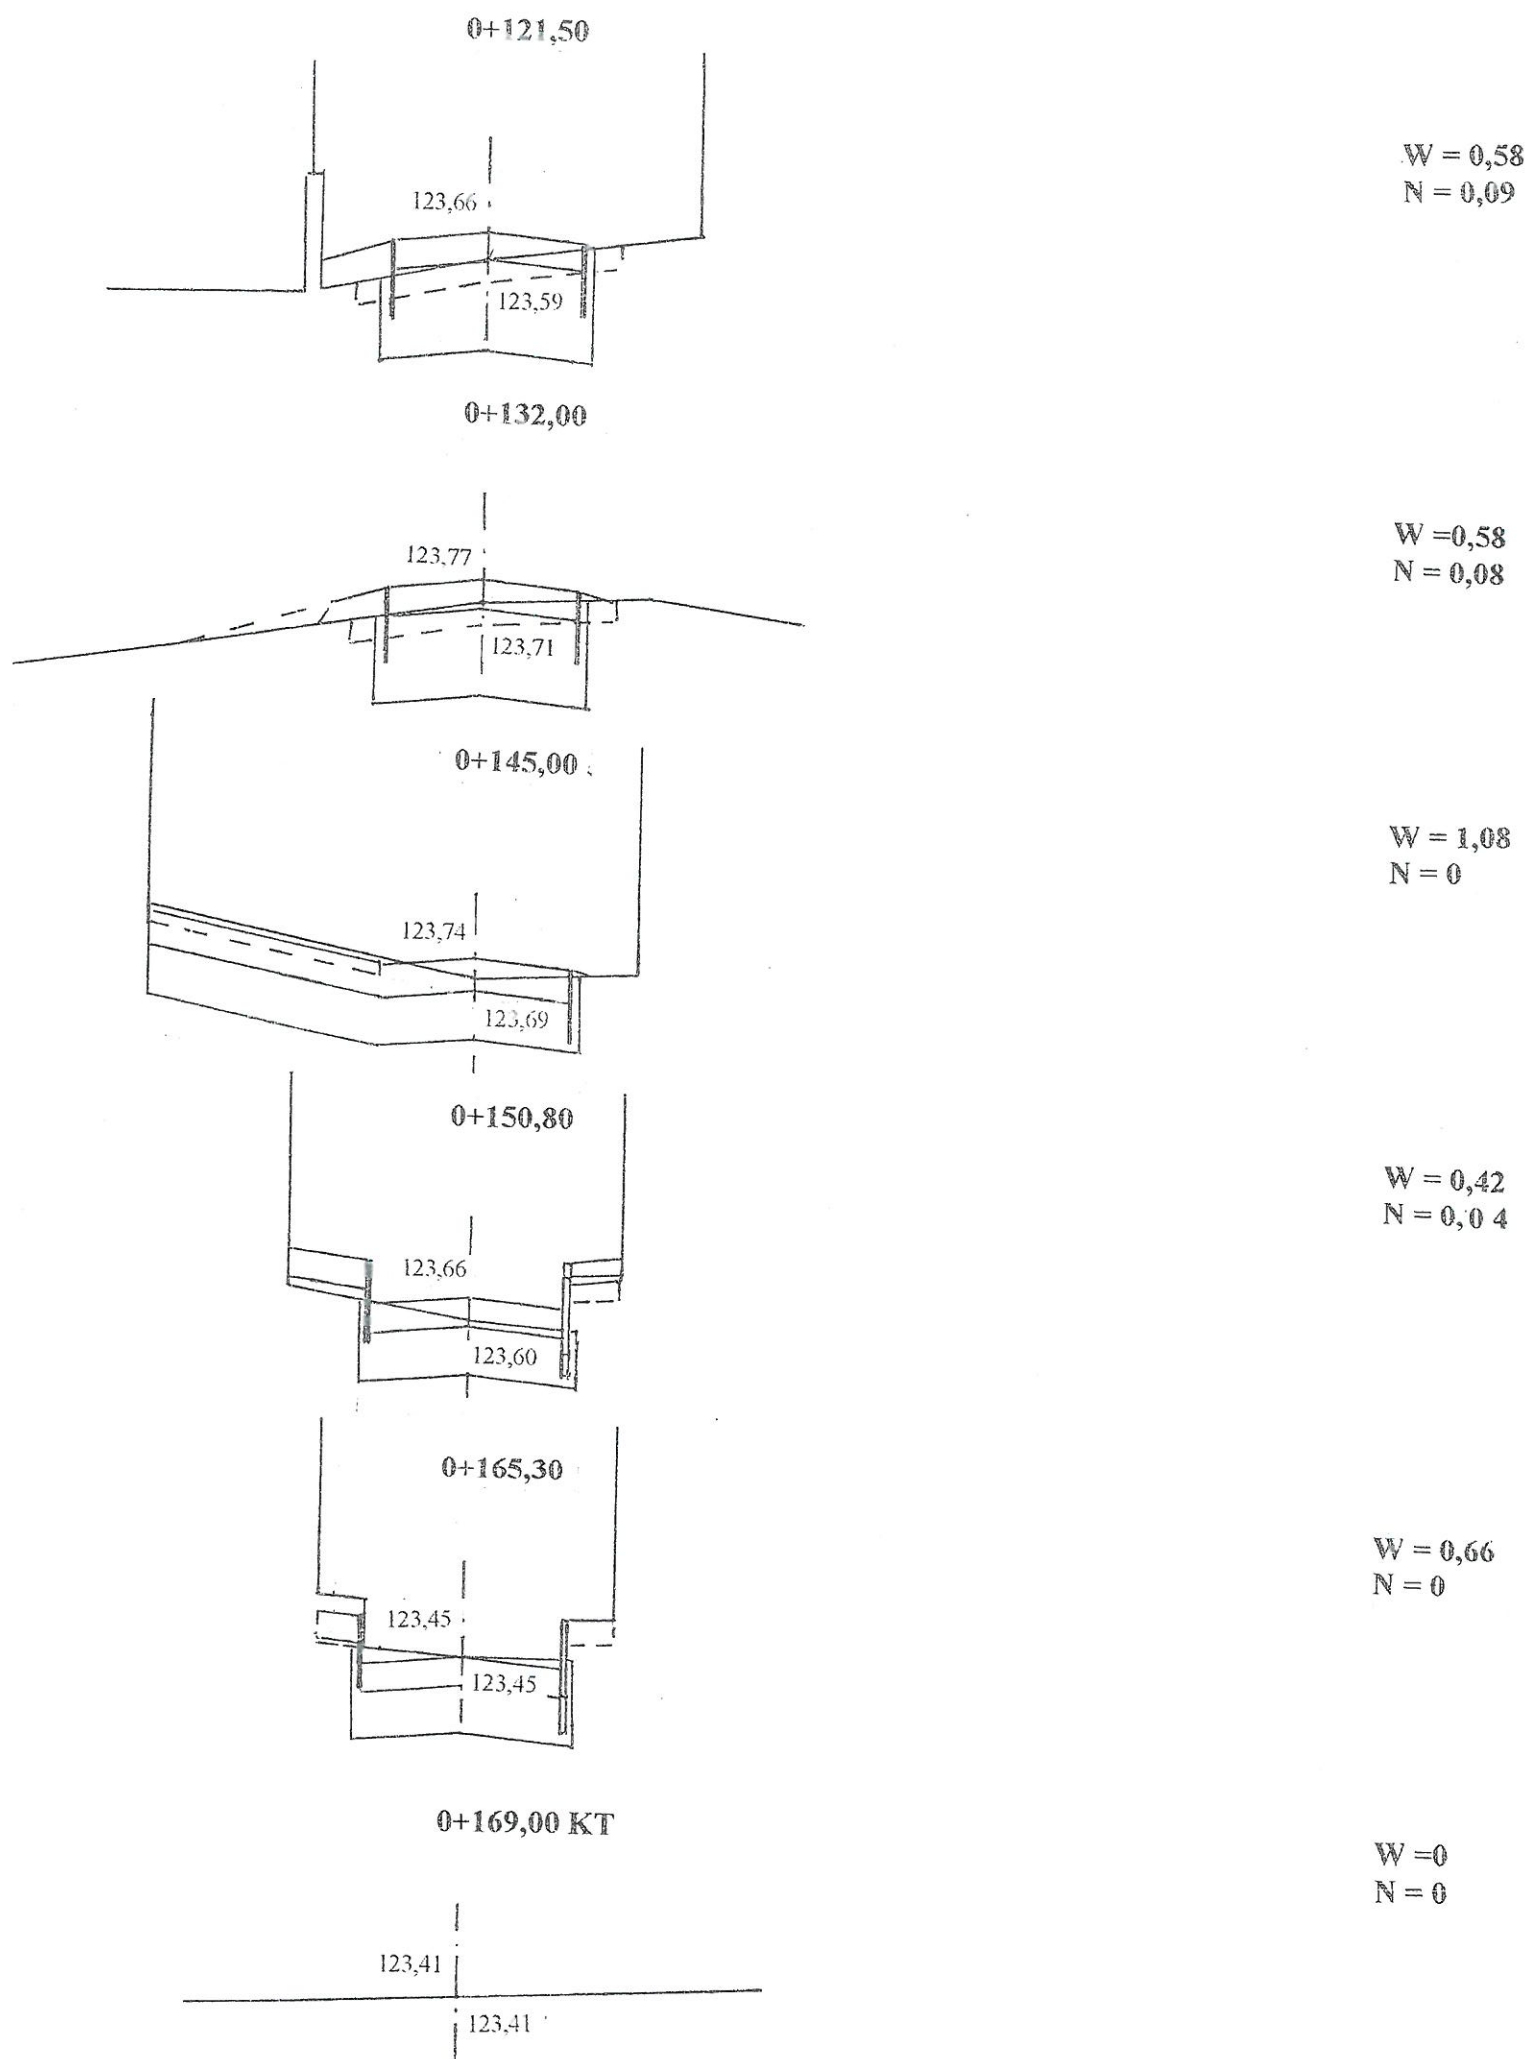 0+121,50
W = 0,58
N = 0,09
123,66
123,59
0+132,00
W =0,58
N = 0,08
123,77
123,71
0+145,00
W = 1,08
N = 0
123,74
123,69
0+150,80
W = 0,42
N = 0,0 4
123,66
123,60
0+165,30
W = 0,66
N = 0
123,45
123,45
0+169,00 KT
W =0
N = 0
123,41
123,41